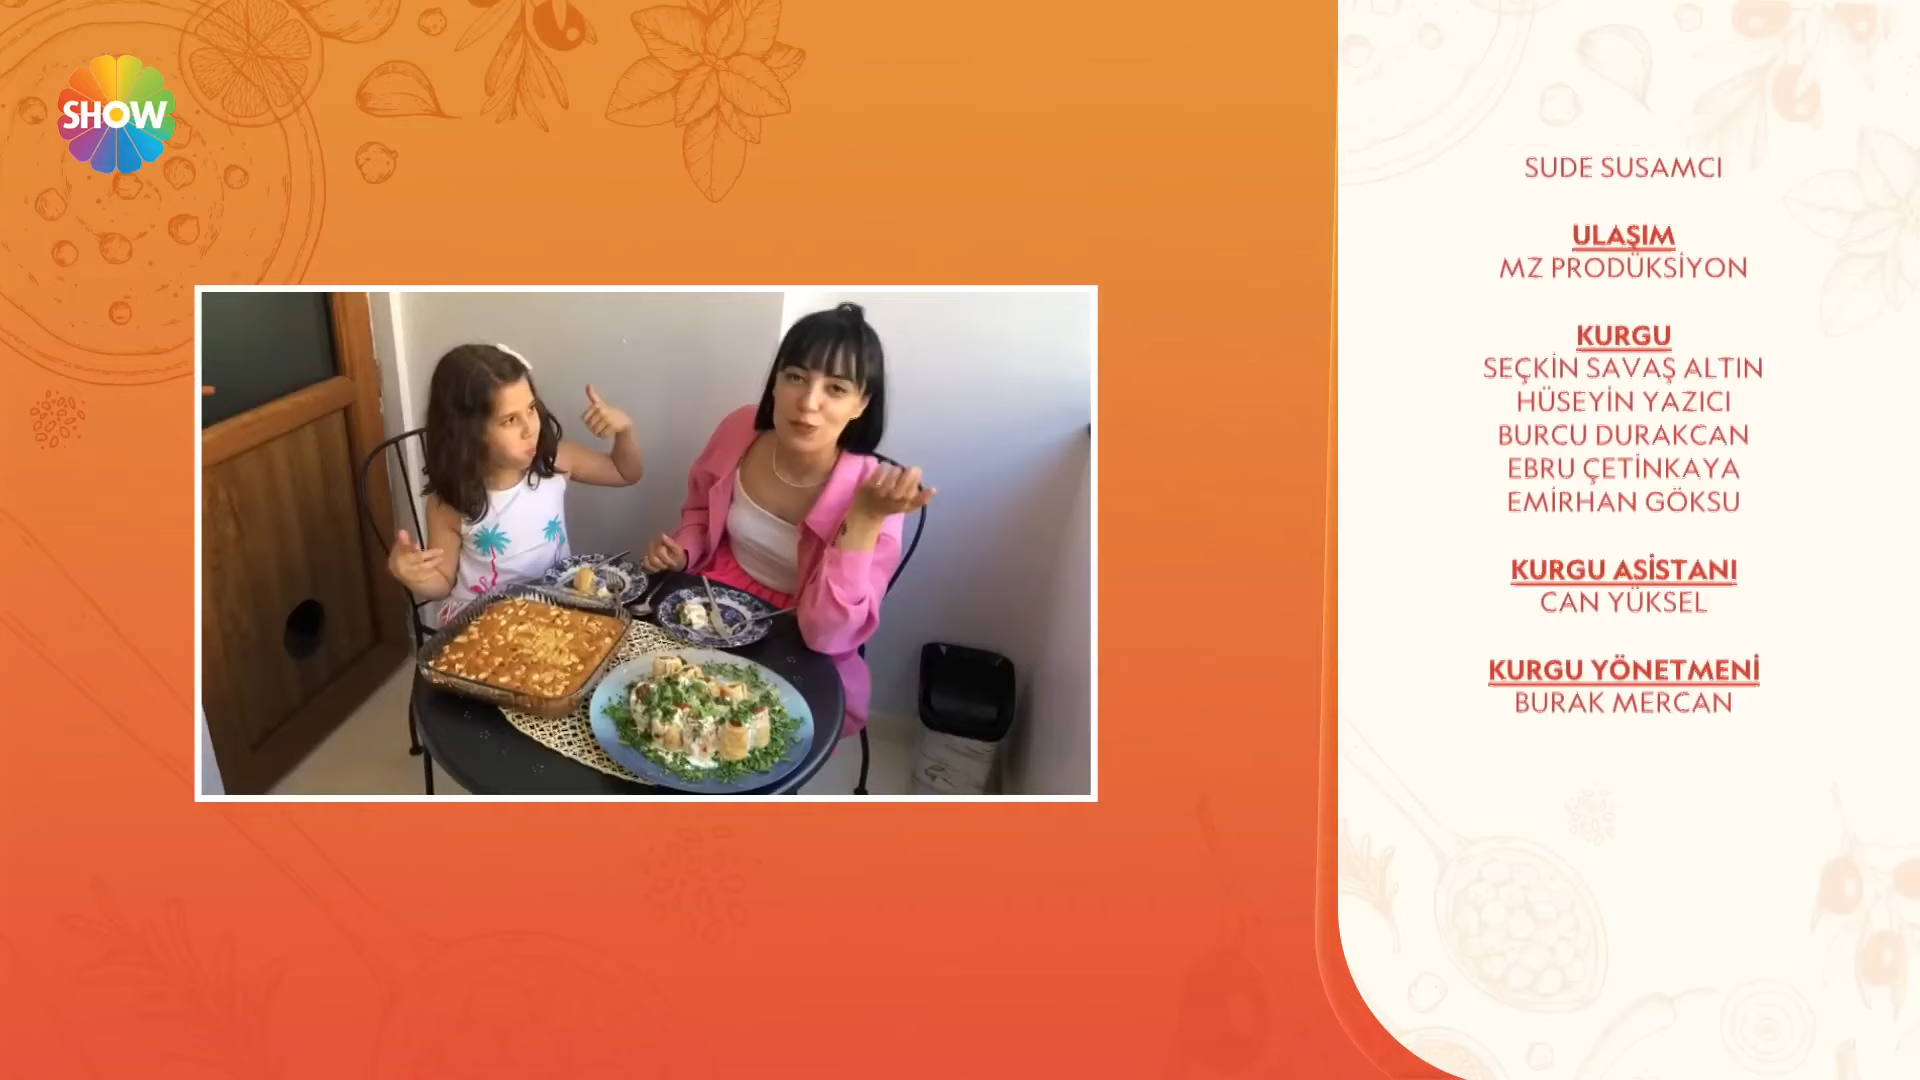 SHOW
SUDE SUSAMCI
ULAŞIM
MZ PRODÜKSİYON
KURGU
SEÇKİN SAVAŞ ALTIN
HÜSEYİN YAZICI
BURCU DURAKCAN
EBRU ÇETİNKAYA
EMİRHAN GÖKSU
KURGU ASİSTANI
CAN YÜKSEL
KURGU YÖNETMENİ
BURAK MERCAN